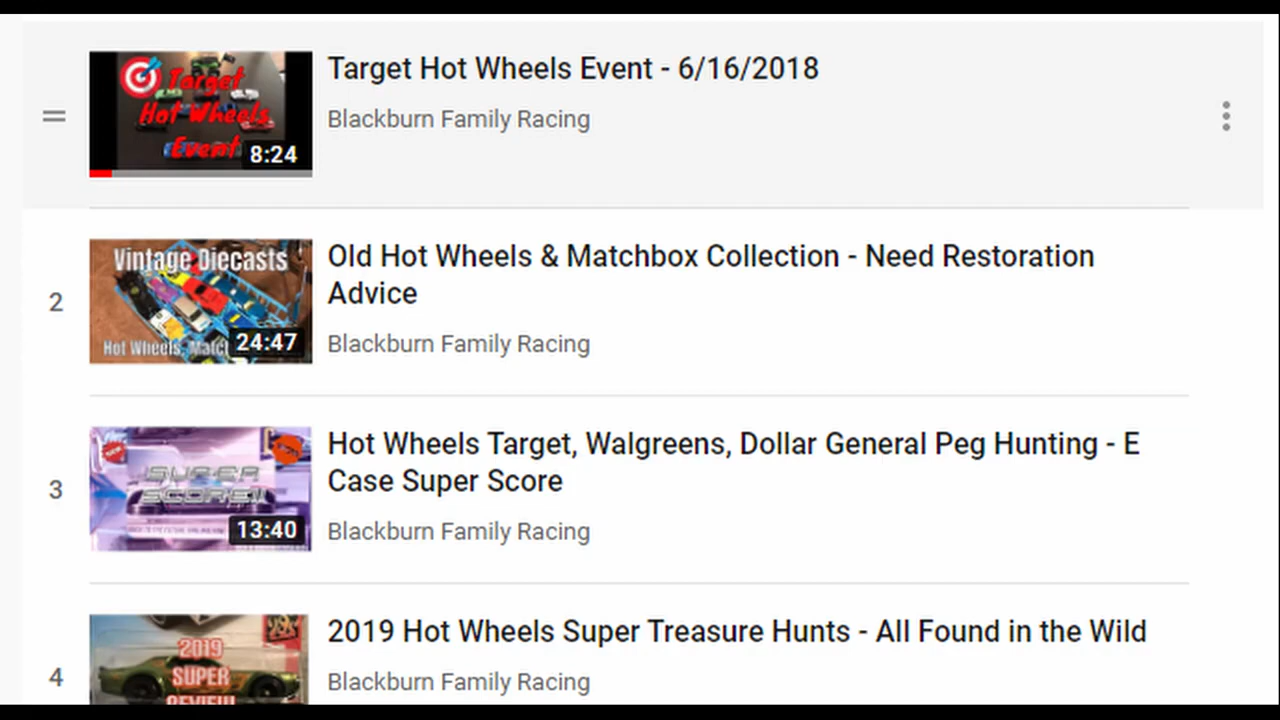 Target Hot Wheels Event - 6/16/2018
Blackburn Family Racing
Target
Hot Wheels
Event
8:24
2
Old Hot Wheels & Matchbox Collection - Need Restoration
Advice
Blackburn Family Racing
Vintage Diecasts
Hot Wheels,
24:47
3
Hot Wheels Target, Walgreens, Dollar General Peg Hunting - E
Case Super Score
Blackburn Family Racing
SUPER
SCORE!!
13:40
4
2019 Hot Wheels Super Treasure Hunts - All Found in the Wild
Blackburn Family Racing
2019
SUPER